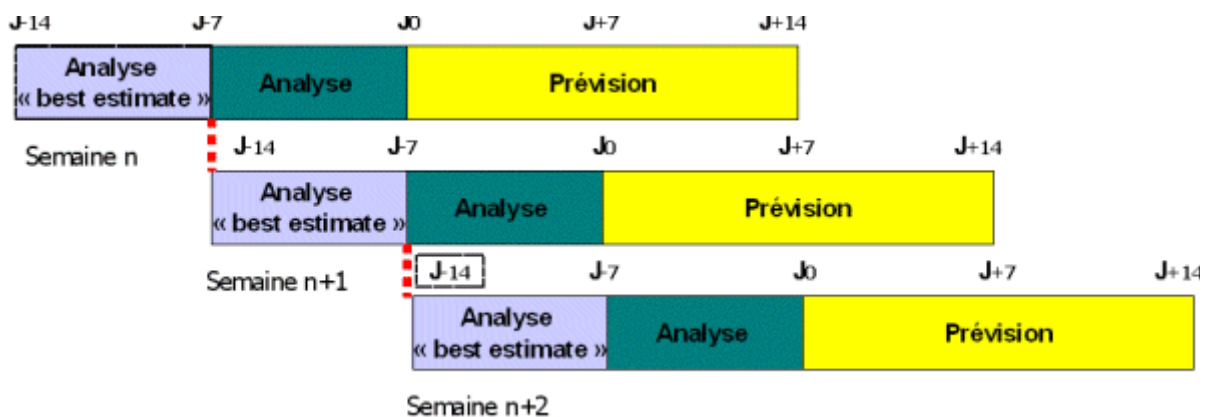 J-14 J-7 J0 J+7 J+14
Analyse
« best estimate »
Analyse
Prévision
Semaine n
J-14 J-7 J0 J+7 J+14
Analyse
« best estimate »
Analyse
Prévision
Semaine n+1
J-14 J-7 J0 J+7 J+14
Analyse
« best estimate »
Analyse
Prévision
Semaine n+2